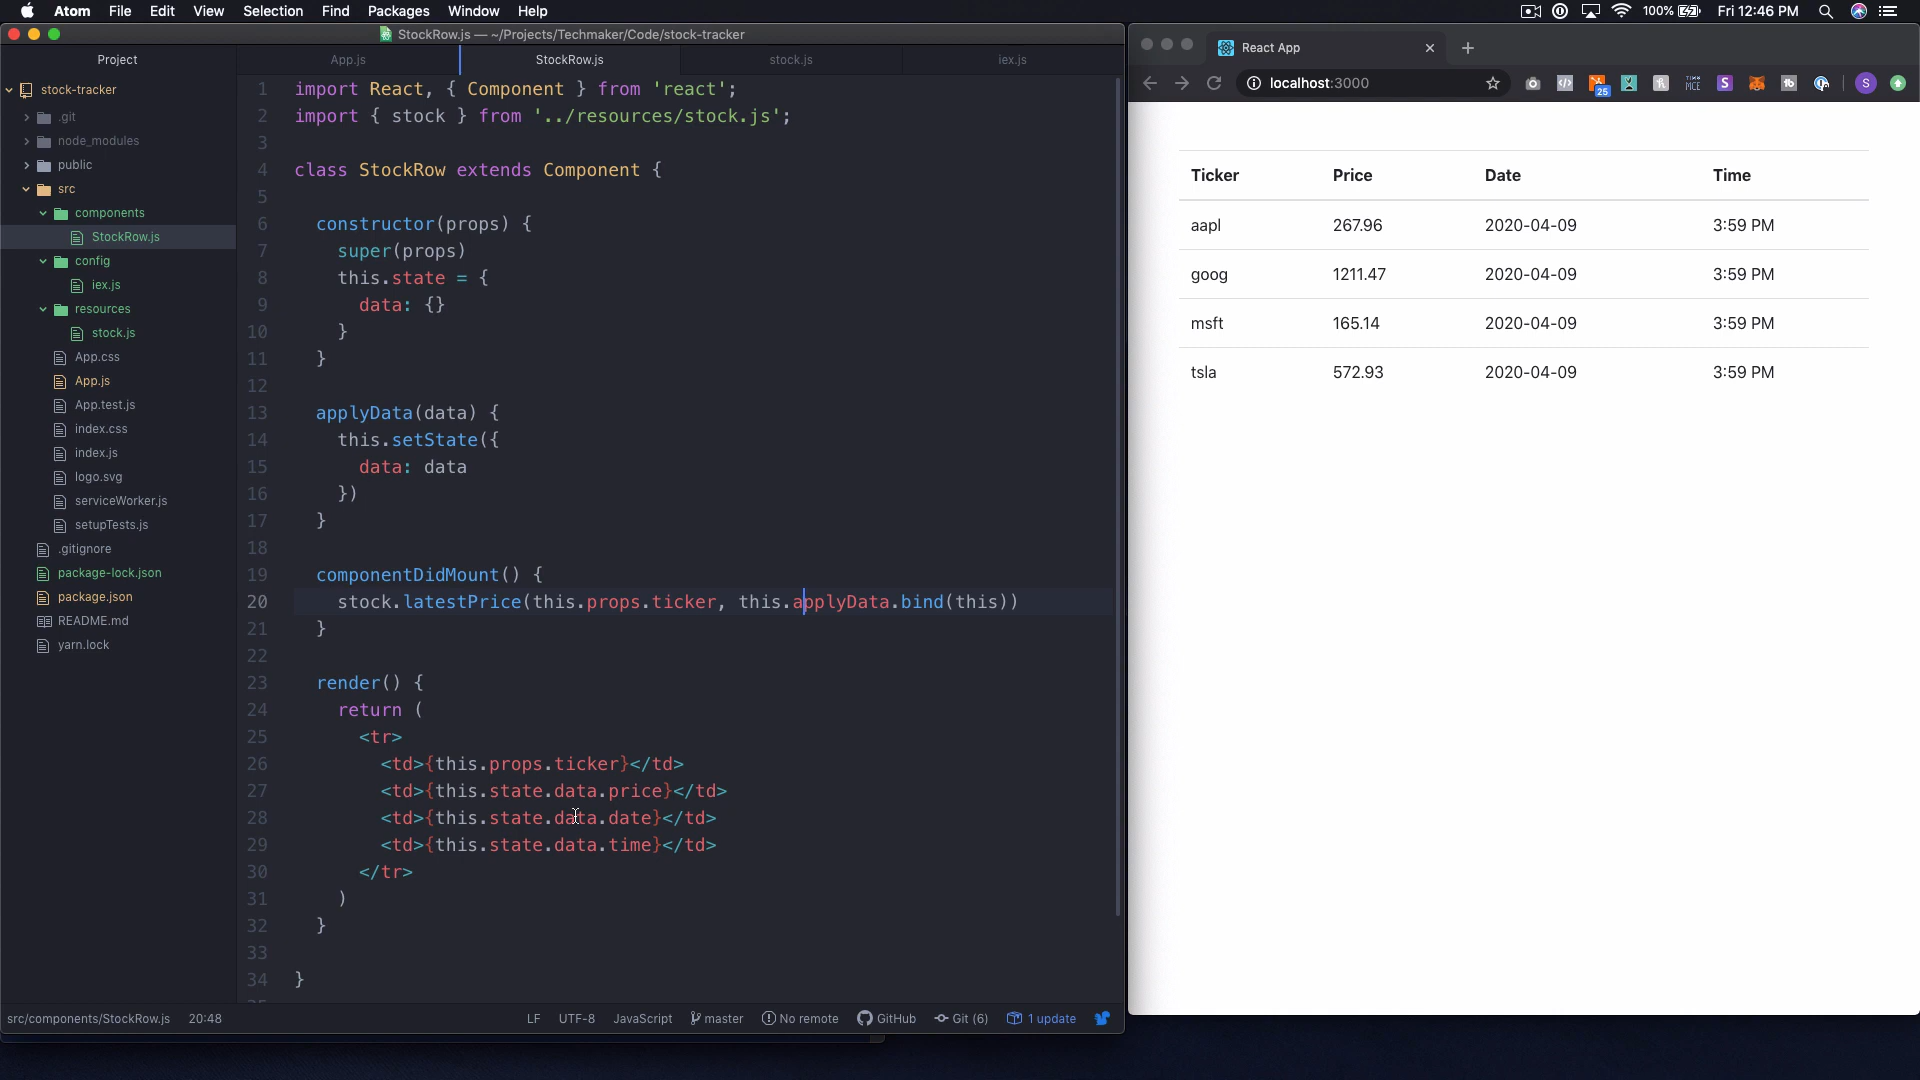 Atom File Edit View Selection Find Packages Window Help 100% Fri 12:46 PM
StockRow.js — ~/Projects/Techmaker/Code/stock-tracker
Project
stock-tracker
.git
node_modules
public
src
components
StockRow.js
config
iex.js
resources
stock.js
App.css
App.js
App.test.js
index.css
index.js
logo.svg
serviceWorker.js
setupTests.js
.gitignore
package-lock.json
package.json
README.md
yarn.lock
App.js StockRow.js stock.js iex.js
1 import React, { Component } from 'react';
2 import { stock } from '../resources/stock.js';
3
4 class StockRow extends Component {
5
6 constructor(props) {
7 super(props)
8 this.state = {
9 data: {}
10 }
11 }
12
13 applyData(data) {
14 this.setState({
15 data: data
16 })
17 }
18
19 componentDidMount() {
20 stock.latestPrice(this.props.ticker, this.applyData.bind(this))
21 }
22
23 render() {
24 return (
25 <tr>
26 <td>{this.props.ticker}</td>
27 <td>{this.state.data.price}</td>
28 <td>{this.state.data.date}</td>
29 <td>{this.state.data.time}</td>
30 </tr>
31 )
32 }
33
34 }
src/components/StockRow.js 20:48 LF UTF-8 JavaScript master No remote GitHub Git (6) 1 update
React App
localhost:3000
25
S
S
Ticker Price Date Time
aapl 267.96 2020-04-09 3:59 PM
goog 1211.47 2020-04-09 3:59 PM
msft 165.14 2020-04-09 3:59 PM
tsla 572.93 2020-04-09 3:59 PM